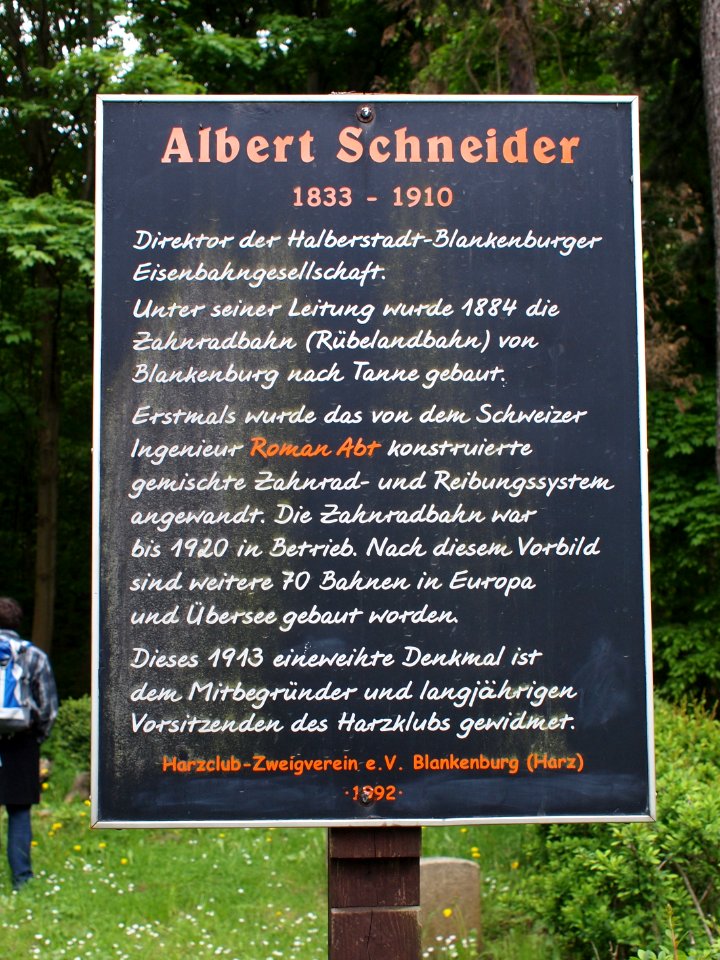 Albert Schneider
1833 - 1910
Direktor der Halberstadt-Blankenburger
Eisenbahngesellschaft.
Unter seiner Leitung wurde 1884 die
Zahnradbahn (Rübelandbahn) von
Blankenburg nach Tanne gebaut.
Erstmals wurde das von dem Schweizer
Ingenieur Roman Abt konstruierte
gemischte Zahnrad- und Reibungssystem
angewandt. Die Zahnradbahn war
bis 1920 in Betrieb. Nach diesem Vorbild
sind weitere 70 Bahnen in Europa
und Übersee gebaut worden.
Dieses 1913 eineweihte Denkmal ist
dem Mitbegründer und langjährigen
Vorsitzenden des Harzklubs gewidmet.
Harzclub-Zweigverein e.V. Blankenburg (Harz)
·1992·